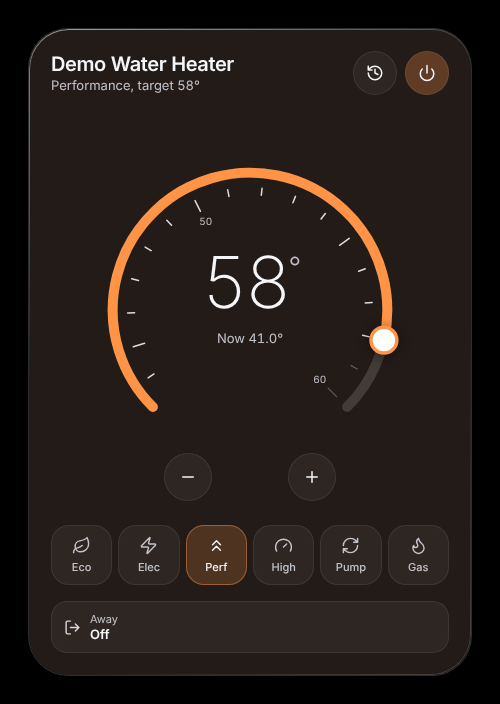 Demo Water Heater
Performance, target 58°
50
58°
Now 41.0°
60
Eco
Elec
Perf
High
Pump
Gas
Away
Off